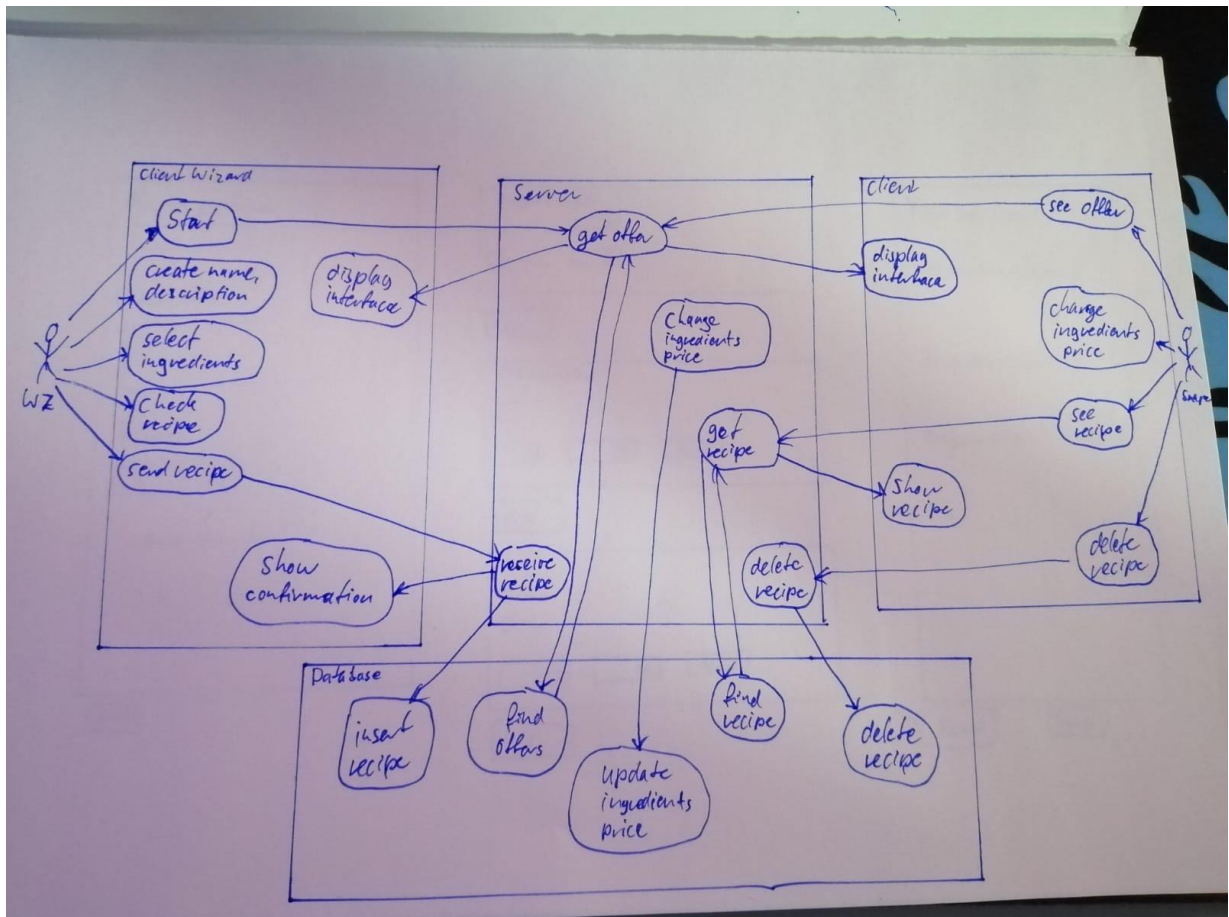 Client Wizard
Start
create name,
description
select
ingredients
Check
recipe
send recipe
display
interface
Show
confirmation
WZ
Server
get offer
Change
ingredients
price
get
recipe
reseive
recipe
delete
recipe
Client
see offer
display
interface
change
ingredients
price
see
recipe
Show
recipe
delete
recipe
Snape
Database
insert
recipe
find
offers
update
ingredients
price
find
recipe
delete
recipe